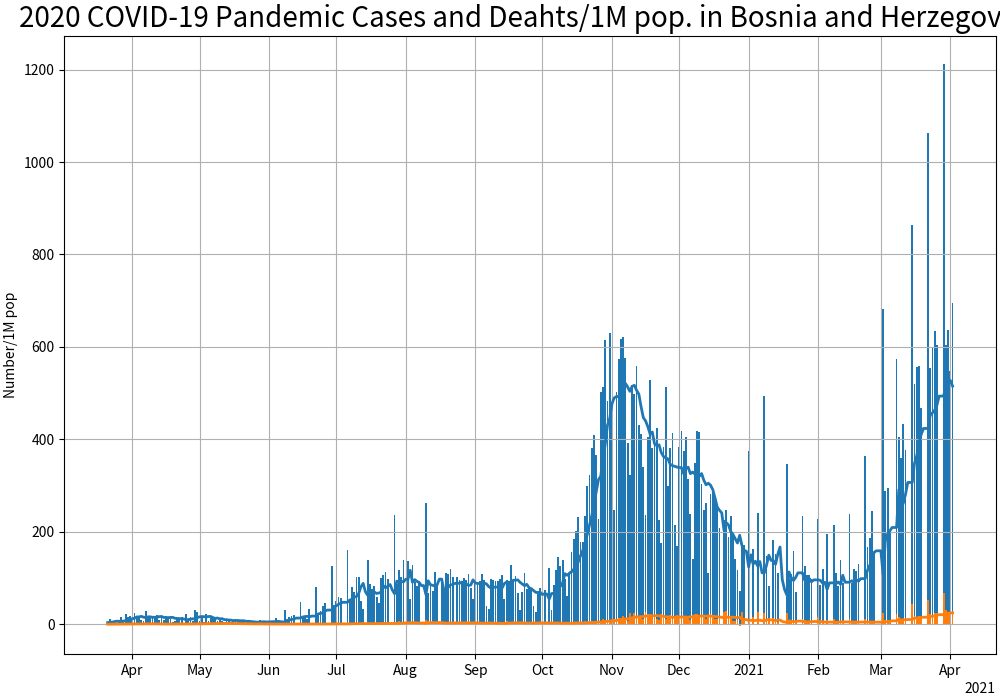 2020 COVID-19 Pandemic Cases and Deahts/1M pop. in Bosnia and Herzegov
Number/1M pop
1200
1000
800
600
400
200
0
Apr May Jun Jul Aug Sep Oct Nov Dec 2021 Feb Mar Apr
2021